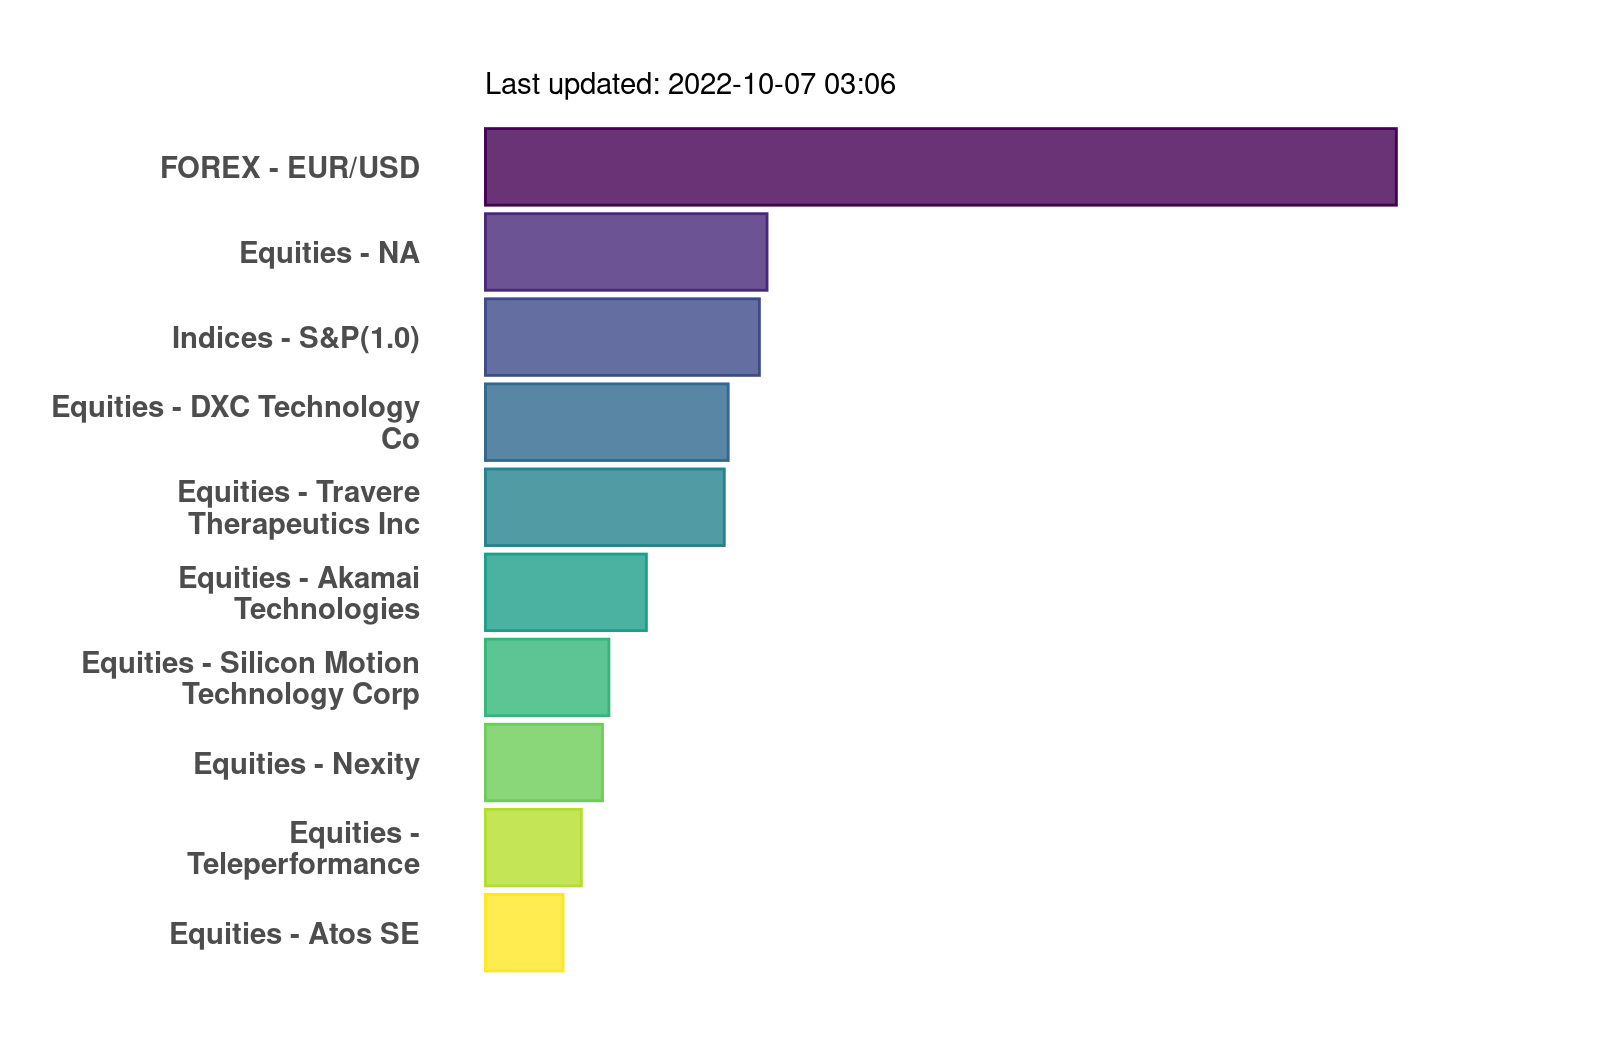 Last updated: 2022-10-07 03:06
FOREX - EUR/USD
Equities - NA
Indices - S&P(1.0)
Equities - DXC Technology
Co
Equities - Travere
Therapeutics Inc
Equities - Akamai
Technologies
Equities - Silicon Motion
Technology Corp
Equities - Nexity
Equities -
Teleperformance
Equities - Atos SE